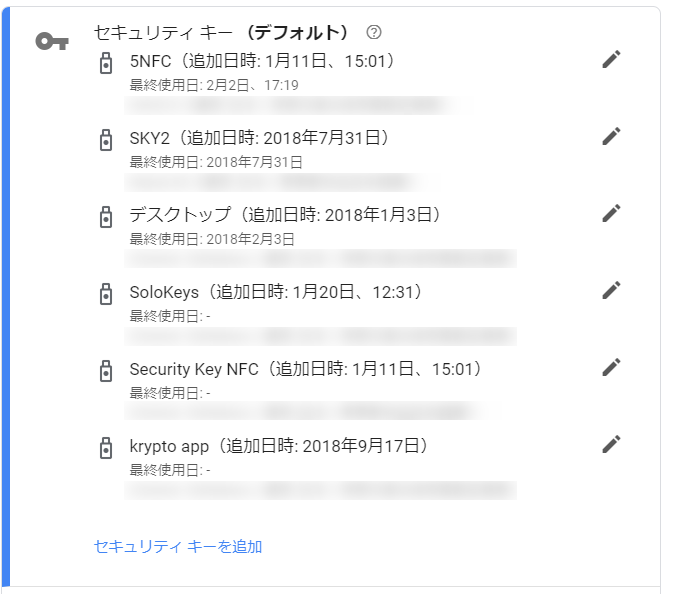 セキュリティ キー （デフォルト）
5NFC（追加日時: 1月11日、15:01）
最終使用日: 2月2日、17:19
SKY2（追加日時: 2018年7月31日）
最終使用日: 2018年7月31日
デスクトップ（追加日時: 2018年1月3日）
最終使用日: 2018年2月3日
SoloKeys（追加日時: 1月20日、12:31）
最終使用日: -
Security Key NFC（追加日時: 1月11日、15:01）
最終使用日: -
krypto app（追加日時: 2018年9月17日）
最終使用日: -
セキュリティ キーを追加